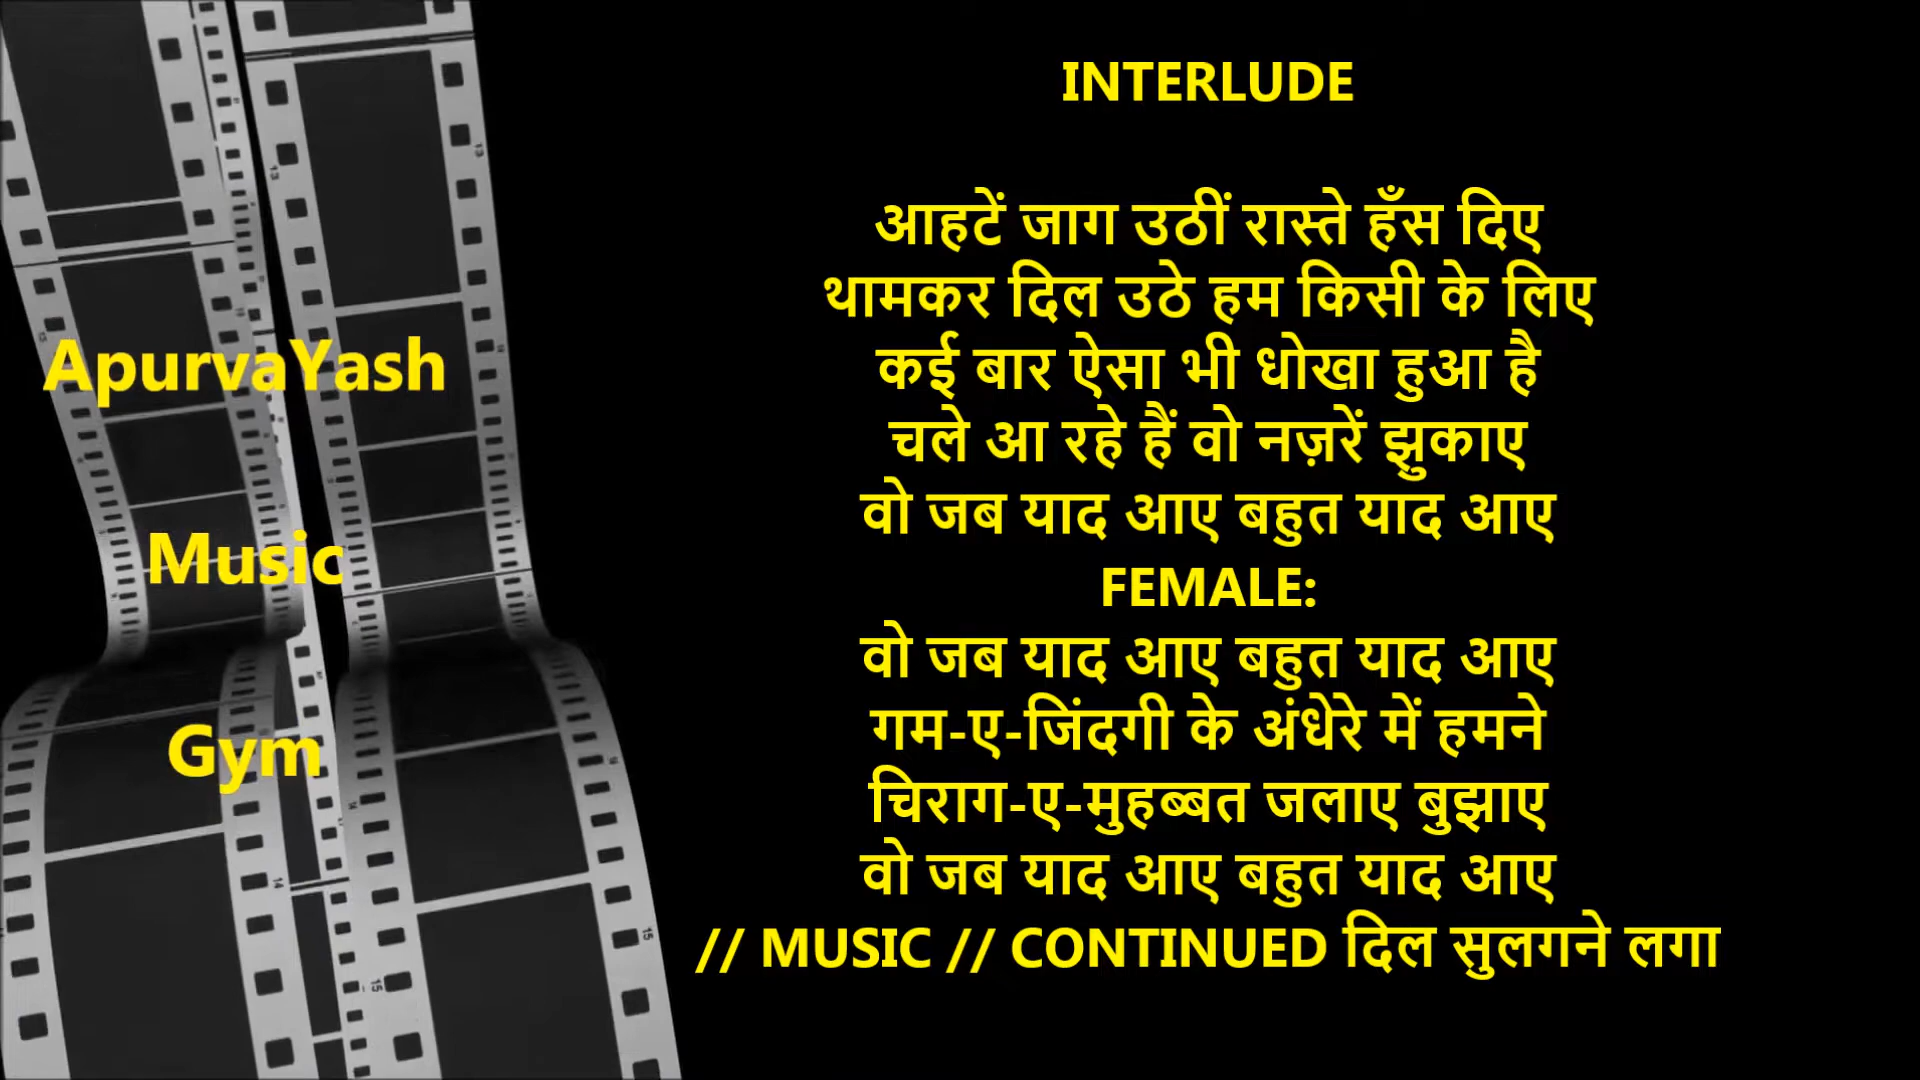 ApurvaYash
Music
Gym
INTERLUDE
आहटें जाग उठीं रास्ते हँस दिए
थामकर दिल उठे हम किसी के लिए
कई बार ऐसा भी धोखा हुआ है
चले आ रहे हैं वो नज़रें झुकाए
वो जब याद आए बहुत याद आए
FEMALE:
वो जब याद आए बहुत याद आए
गम-ए-जिंदगी के अंधेरे में हमने
चिराग-ए-मुहब्बत जलाए बुझाए
वो जब याद आए बहुत याद आए
// MUSIC // CONTINUED दिल सुलगने लगा